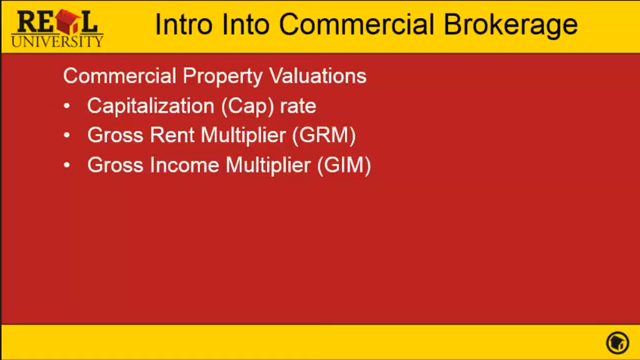 REAL
UNIVERSITY
Intro Into Commercial Brokerage
Commercial Property Valuations
• Capitalization (Cap) rate
• Gross Rent Multiplier (GRM)
• Gross Income Multiplier (GIM)